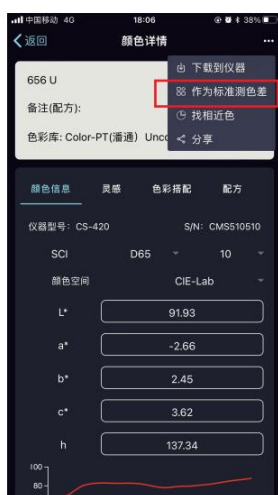 中国移动 4G 18:06 38%
返回 颜色详情 ...
下载到仪器
656 U
作为标准测色差
备注(配方):
找相近色
色彩库: Color-PT(潘通) Unco
分享
颜色信息 灵感 色彩搭配 配方
仪器型号: CS-420 S/N: CMS510510
SCI D65 10
颜色空间 CIE-Lab
L* 91.93
a* -2.66
b* 2.45
c* 3.62
h 137.34
100
80